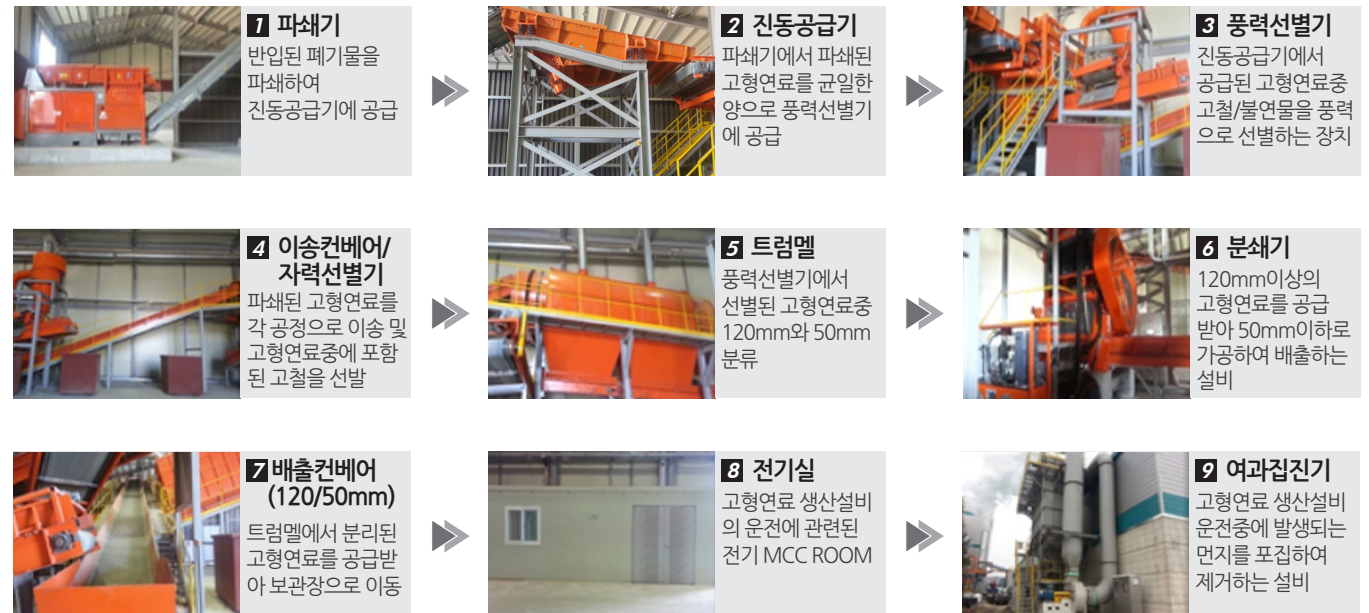 1 파쇄기
반입된 폐기물을
파쇄하여
진동공급기에 공급
2 진동공급기
파쇄기에서 파쇄된
고형연료를 균일한
양으로 풍력선별기
에 공급
3 풍력선별기
진동공급기에서
공급된 고형연료중
고철/불연물을 풍력
으로 선별하는 장치
4 이송컨베어/
자력선별기
파쇄된 고형연료를
각 공정으로 이송 및
고형연료중에 포함
된 고철을 선발
5 트럼멜
풍력선별기에서
선별된 고형연료중
120mm와 50mm
분류
6 분쇄기
120mm이상의
고형연료를 공급
받아 50mm이하로
가공하여 배출하는
설비
7 배출컨베어
(120/50mm)
트럼멜에서 분리된
고형연료를 공급받
아 보관장으로 이동
8 전기실
고형연료 생산설비
의 운전에 관련된
전기 MCC ROOM
9 여과집진기
고형연료 생산설비
운전중에 발생되는
먼지를 포집하여
제거하는 설비